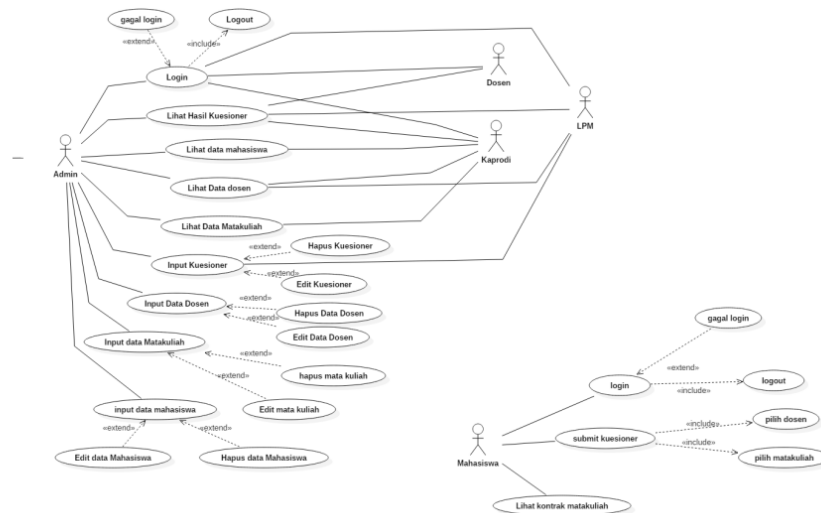 gagal login
Logout
«extend»
«include»
Login
Dosen
Lihat Hasil Kuesioner
LPM
Lihat data mahasiswa
Kaprodi
Admin
Lihat Data dosen
Lihat Data Matakuliah
Hapus Kuesioner
«extend»
Input Kuesioner
«extend»
Edit Kuesioner
«extend»
Input Data Dosen
Hapus Data Dosen
«extend»
Edit Data Dosen
Input data Matakuliah
«extend»
hapus mata kuliah
«extend»
input data mahasiswa
Edit mata kuliah
«extend»
«extend»
Edit data Mahasiswa
Hapus data Mahasiswa
gagal login
«extend»
login
logout
«include»
pilih dosen
«include»
submit kuesioner
«include»
Mahasiswa
pilih matakuliah
Lihat kontrak matakuliah